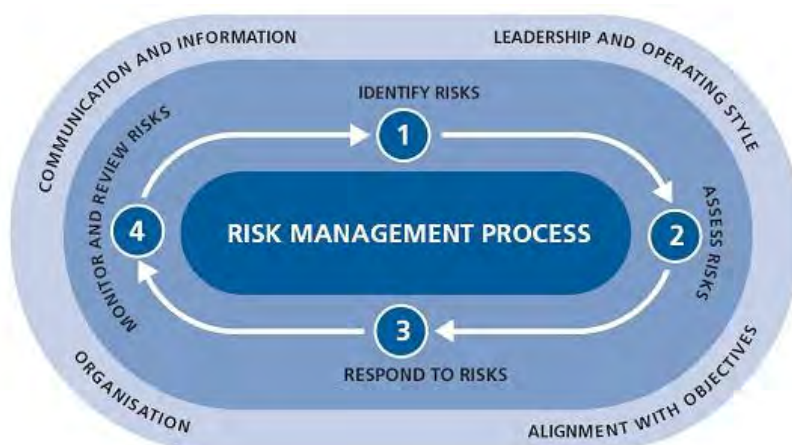 COMMUNICATION AND INFORMATION
LEADERSHIP AND OPERATING STYLE
IDENTIFY RISKS
1
MONITOR AND REVIEW RISKS
4
RISK MANAGEMENT PROCESS
2
ASSESS RISKS
3
RESPOND TO RISKS
ORGANISATION
ALIGNMENT WITH OBJECTIVES